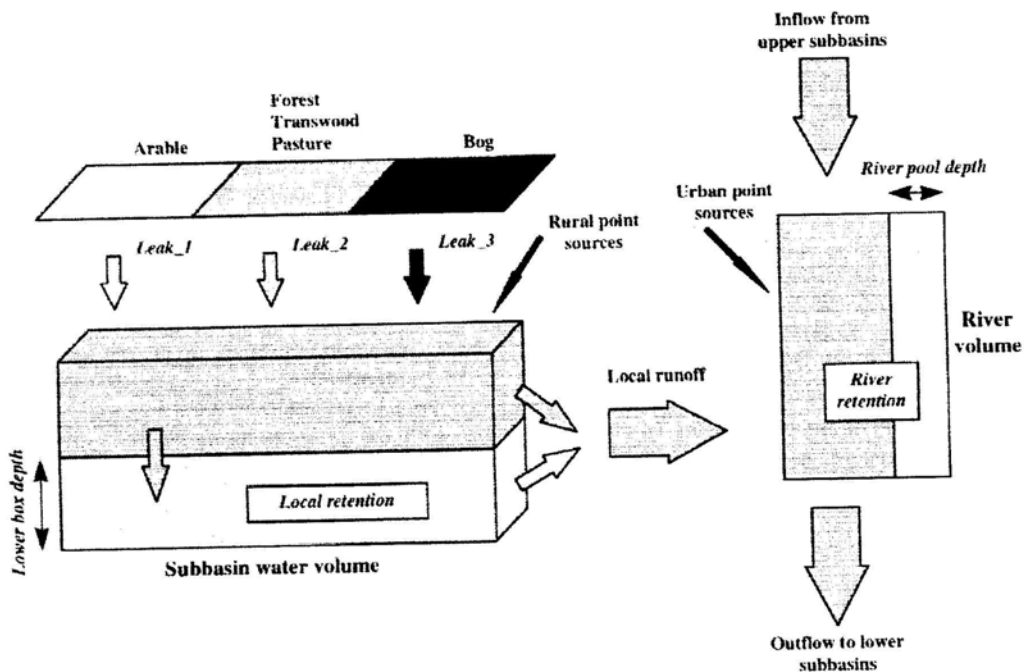 Inflow from
upper subbasins
Forest
Transwood
Pasture
Arable
Bog
River pool depth
Urban point
sources
Rural point
sources
Leak_1
Leak_2
Leak_3
River
volume
River
retention
Local runoff
Lower box depth
Local retention
Subbasin water volume
Outflow to lower
subbasins